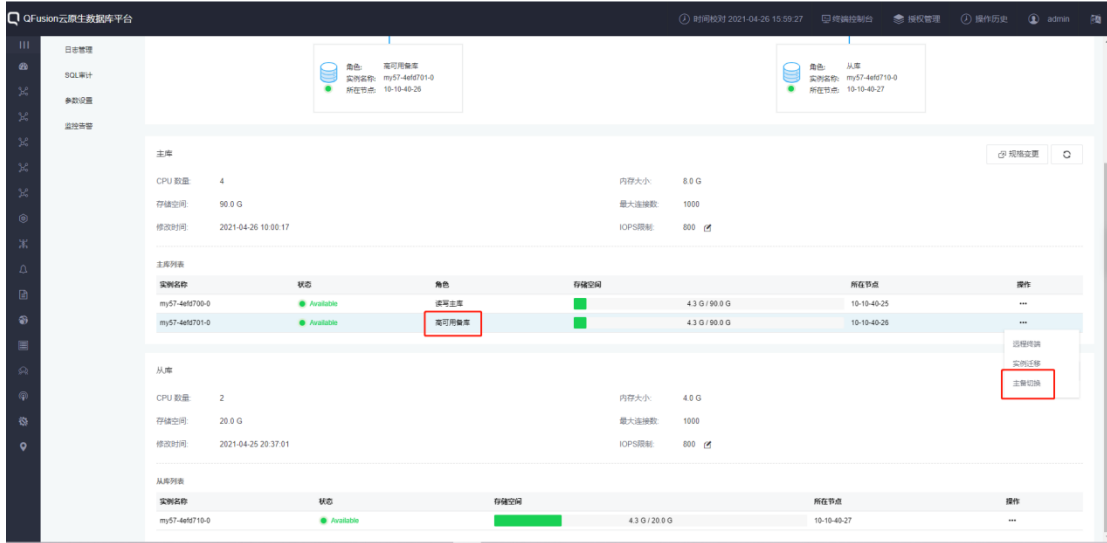 QFusion云原生数据库平台 时间校对 2021-04-26 15:59:27 终端控制台 授权管理 操作历史 admin
日志管理
SQL审计
参数设置
监控告警
角色: 高可用备库
实例名称: my57-4efd701-0
所在节点: 10-10-40-26
角色: 从库
实例名称: my57-4efd710-0
所在节点: 10-10-40-27
主库 规格变更
CPU 数量: 4 内存大小: 8.0 G
存储空间: 90.0 G 最大连接数: 1000
修改时间: 2021-04-26 10:00:17 IOPS限制: 800
主库列表
实例名称 状态 角色 存储空间 所在节点 操作
my57-4efd700-0 Available 读写主库 4.3 G / 90.0 G 10-10-40-25 •••
my57-4efd701-0 Available 高可用备库 4.3 G / 90.0 G 10-10-40-26 •••
远程终端
实例迁移
主备切换
从库
CPU 数量: 2 内存大小: 4.0 G
存储空间: 20.0 G 最大连接数: 1000
修改时间: 2021-04-25 20:37:01 IOPS限制: 800
从库列表
实例名称 状态 存储空间 所在节点 操作
my57-4efd710-0 Available 4.3 G / 20.0 G 10-10-40-27 •••